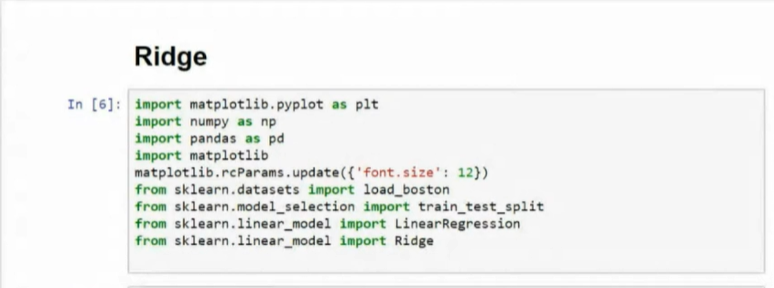 Ridge
In [6]: import matplotlib.pyplot as plt
import numpy as np
import pandas as pd
import matplotlib
matplotlib.rcParams.update({'font.size': 12})
from sklearn.datasets import load_boston
from sklearn.model_selection import train_test_split
from sklearn.linear_model import LinearRegression
from sklearn.linear_model import Ridge